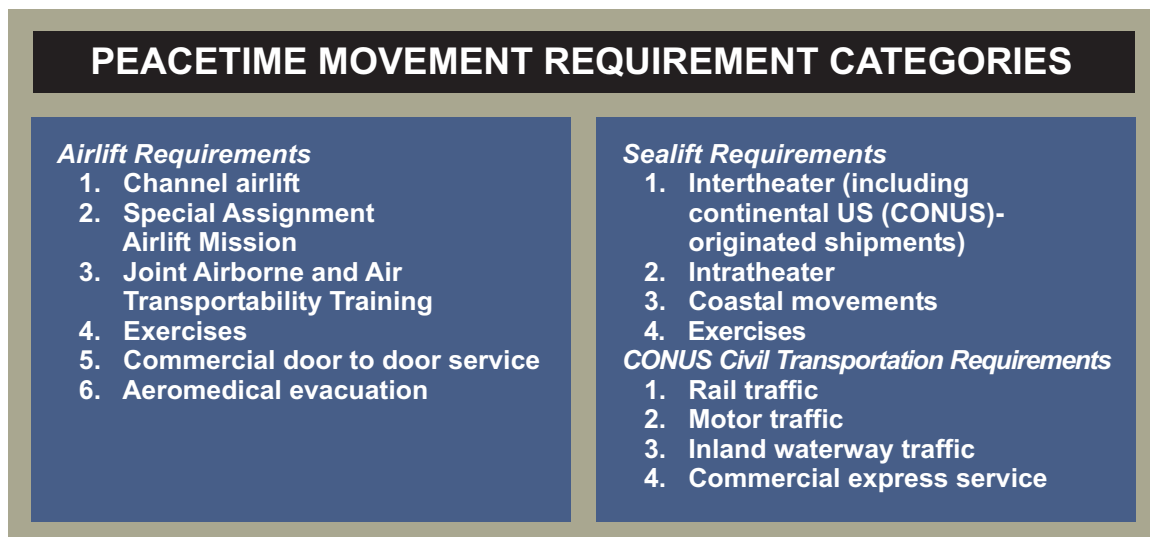 PEACETIME MOVEMENT REQUIREMENT CATEGORIES
Airlift Requirements
1. Channel airlift
2. Special Assignment
Airlift Mission
3. Joint Airborne and Air
Transportability Training
4. Exercises
5. Commercial door to door service
6. Aeromedical evacuation
Sealift Requirements
1. Intertheater (including
continental US (CONUS)-
originated shipments)
2. Intratheater
3. Coastal movements
4. Exercises
CONUS Civil Transportation Requirements
1. Rail traffic
2. Motor traffic
3. Inland waterway traffic
4. Commercial express service